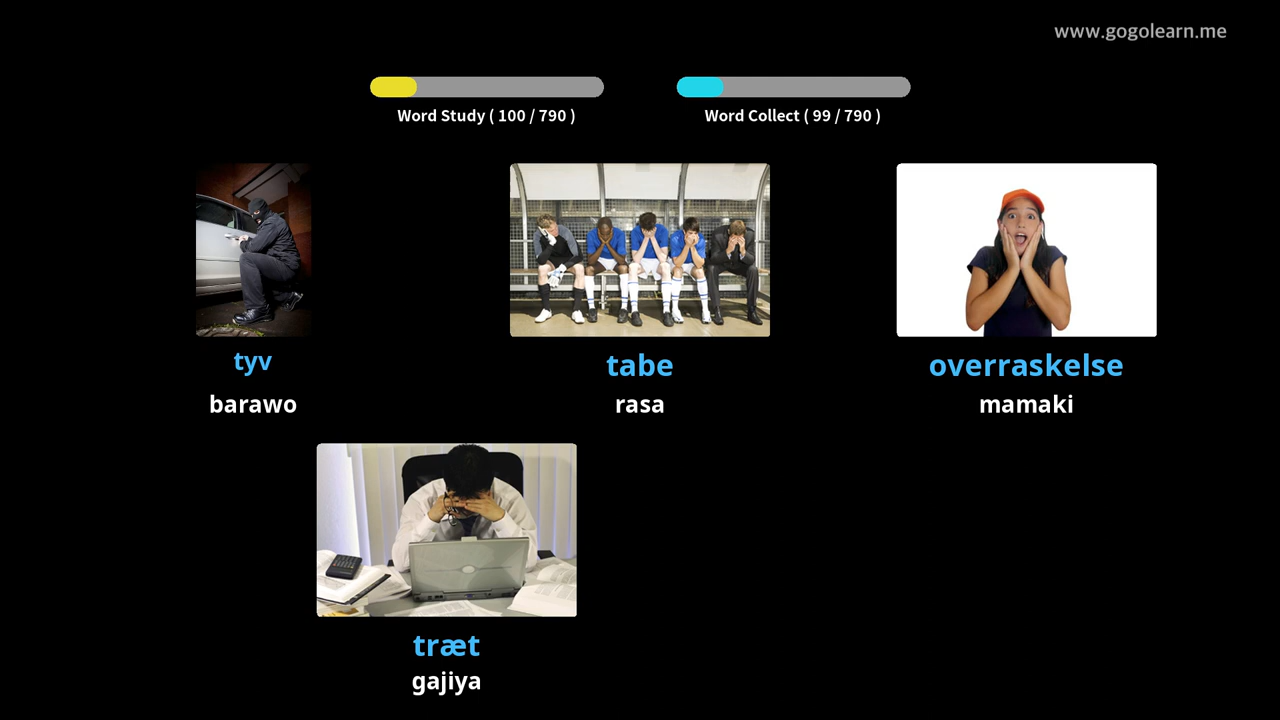 www.gogolearn.me
Word Study ( 100 / 790 )
Word Collect ( 99 / 790 )
tyv
barawo
tabe
rasa
overraskelse
mamaki
træt
gajiya